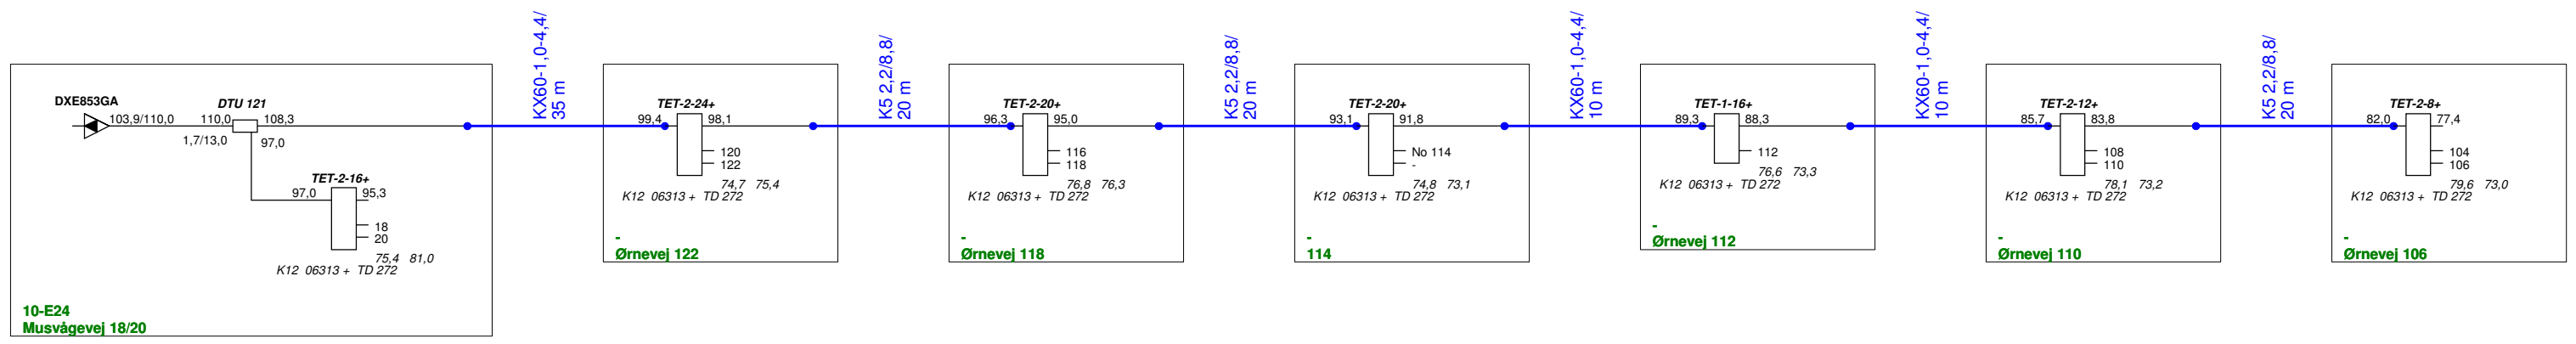 DXE853GA
103,9/110,0
DTU 121
110,0
108,3
1,7/13,0
97,0
TET-2-16+
97,0
95,3
18
20
75,4 81,0
K12 06313 + TD 272
10-E24
Musvågevej 18/20
KX60-1,0-4,4/
35 m
TET-2-24+
99,4
98,1
120
122
74,7 75,4
K12 06313 + TD 272
-
Ørnevej 122
K5 2,2/8,8/
20 m
TET-2-20+
96,3
95,0
116
118
76,8 76,3
K12 06313 + TD 272
-
Ørnevej 118
K5 2,2/8,8/
20 m
TET-2-20+
93,1
91,8
No 114
-
74,8 73,1
K12 06313 + TD 272
-
114
KX60-1,0-4,4/
10 m
TET-1-16+
89,3
88,3
112
76,6 73,3
K12 06313 + TD 272
-
Ørnevej 112
KX60-1,0-4,4/
10 m
TET-2-12+
85,7
83,8
108
110
78,1 73,2
K12 06313 + TD 272
-
Ørnevej 110
K5 2,2/8,8/
20 m
TET-2-8+
82,0
77,4
104
106
79,6 73,0
K12 06313 + TD 272
-
Ørnevej 106